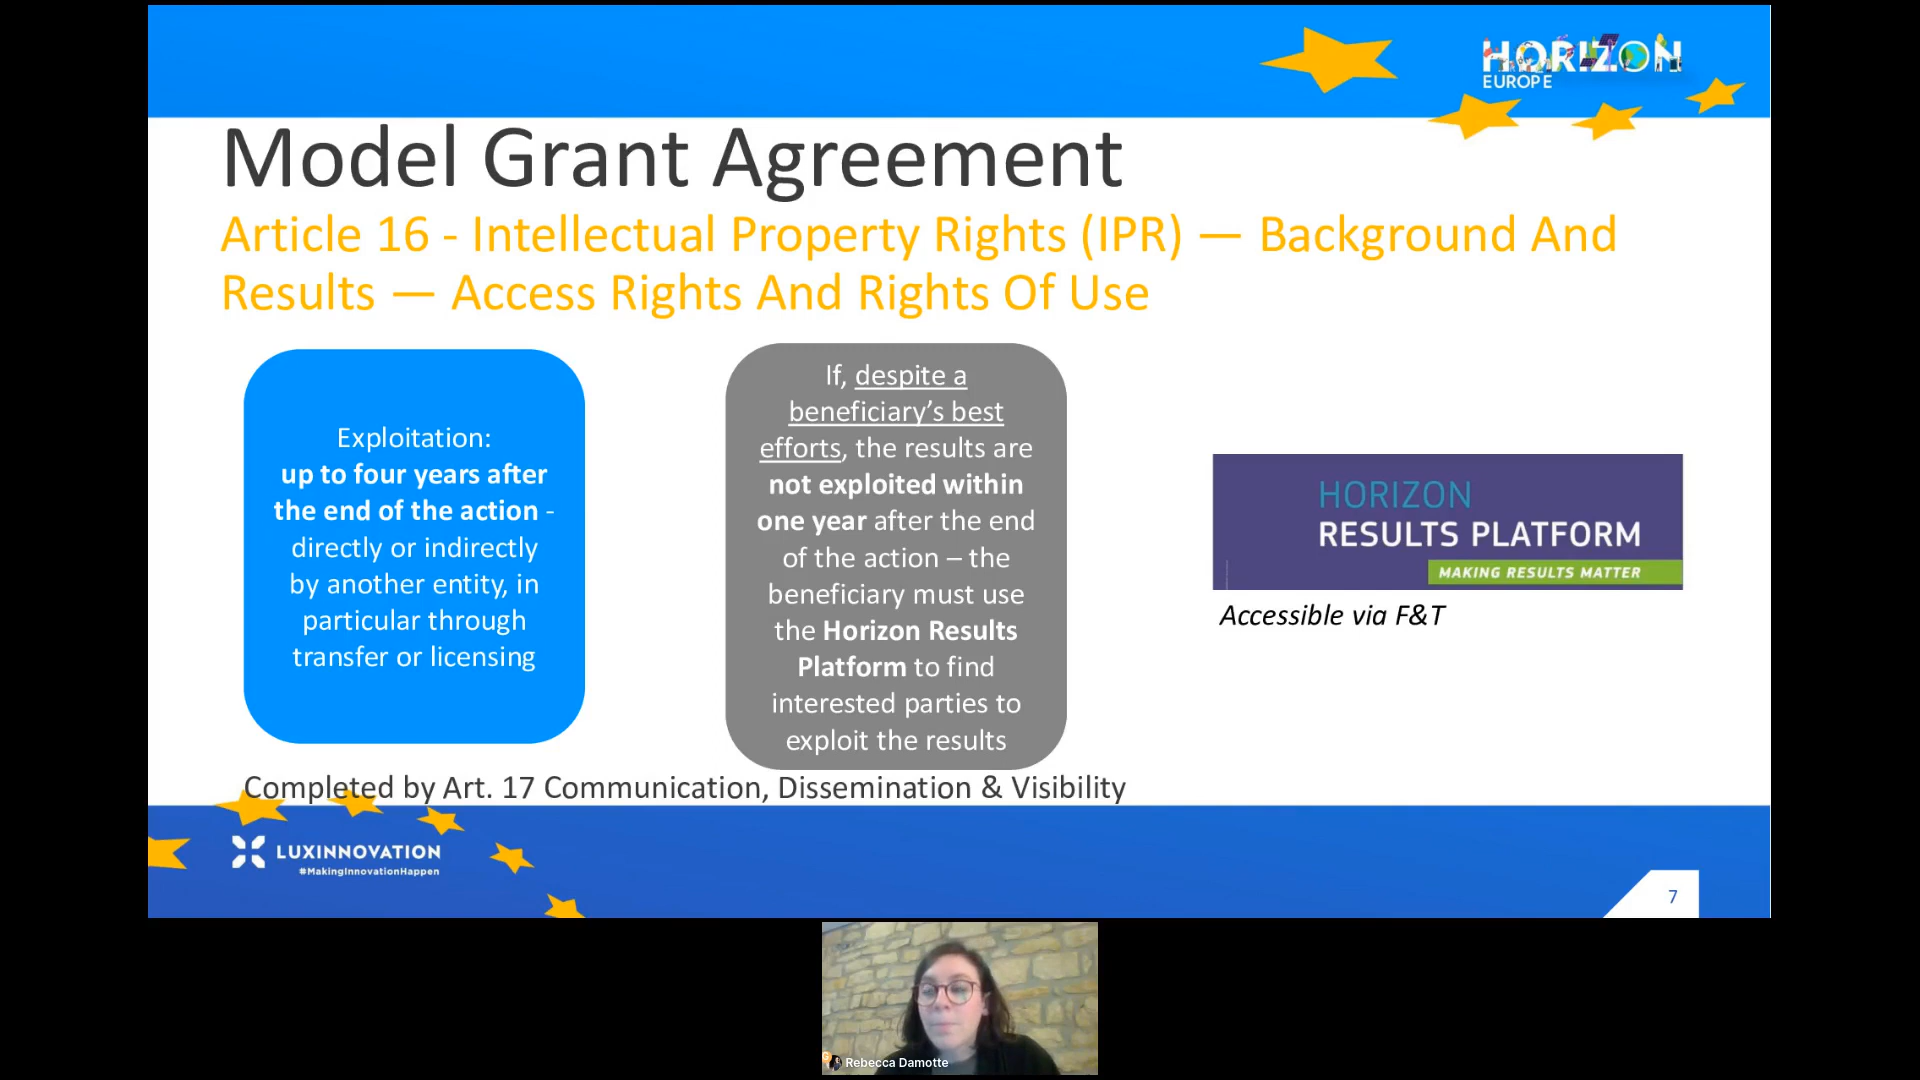 HORIZON
EUROPE
Model Grant Agreement
Article 16 - Intellectual Property Rights (IPR) — Background And
Results — Access Rights And Rights Of Use
Exploitation:
up to four years after
the end of the action -
directly or indirectly
by another entity, in
particular through
transfer or licensing
If, despite a
beneficiary’s best
efforts, the results are
not exploited within
one year after the end
of the action – the
beneficiary must use
the Horizon Results
Platform to find
interested parties to
exploit the results
HORIZON
RESULTS PLATFORM
MAKING RESULTS MATTER
Accessible via F&T
Completed by Art. 17 Communication, Dissemination & Visibility
LUXINNOVATION
#MakingInnovationHappen
7
Rebecca Damotte